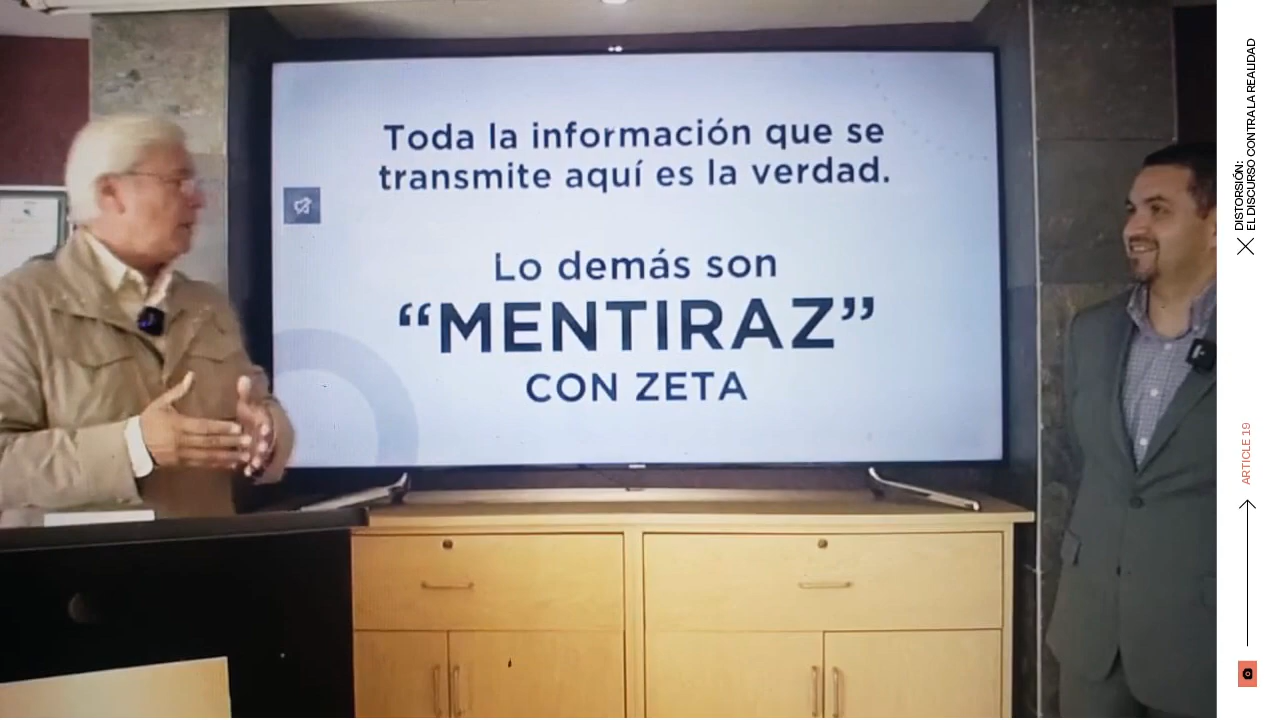 Toda la información que se
transmite aquí es la verdad.
Lo demás son
“MENTIRAZ”
CON ZETA
DISTORSIÓN:
EL DISCURSO CONTRA LA REALIDAD
ARTICLE 19